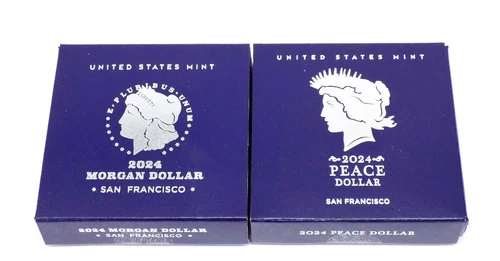 UNITED STATES MINT
E·PLURIBUS·UNUM
LIBERTY
2024
MORGAN DOLLAR
• SAN FRANCISCO •
2024 MORGAN DOLLAR
• SAN FRANCISCO •
UNITED STATES MINT
2024
PEACE
DOLLAR
SAN FRANCISCO
2024 PEACE DOLLAR